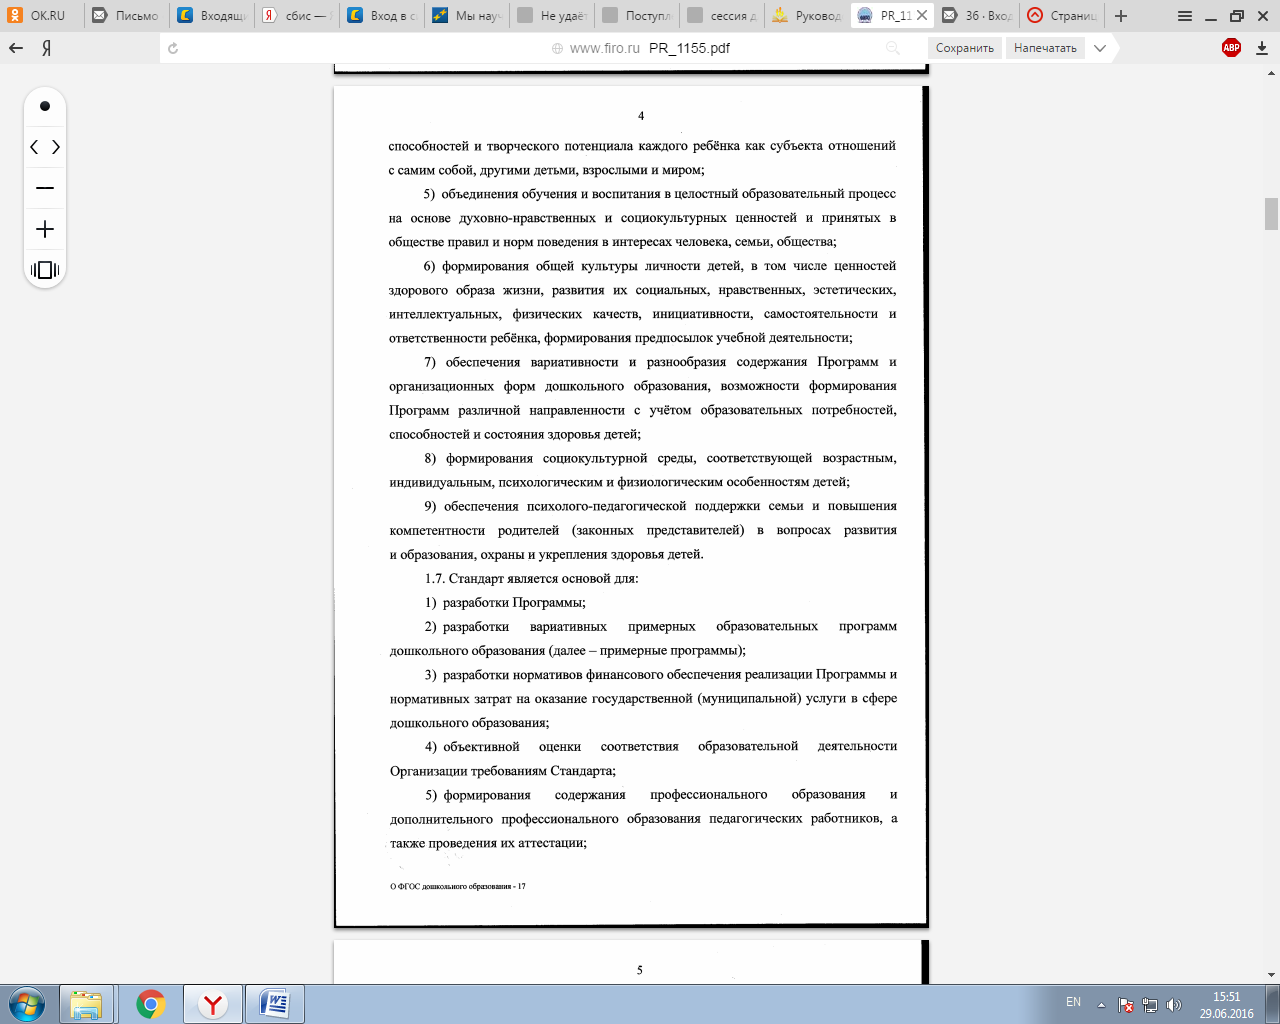 OK.RU
Письмо
Входящи
сбис — Я
Вход в си
Мы науч
Не удаёт
Поступл
сессия д
Руковод
PR_11
36 · Вход
Страниц
Я
www.firo.ru PR_1155.pdf
Сохранить
Напечатать
ABP
4
способностей и творческого потенциала каждого ребёнка как субъекта отношений
с самим собой, другими детьми, взрослыми и миром;
5) объединения обучения и воспитания в целостный образовательный процесс
на основе духовно-нравственных и социокультурных ценностей и принятых в
обществе правил и норм поведения в интересах человека, семьи, общества;
6) формирования общей культуры личности детей, в том числе ценностей
здорового образа жизни, развития их социальных, нравственных, эстетических,
интеллектуальных, физических качеств, инициативности, самостоятельности и
ответственности ребёнка, формирования предпосылок учебной деятельности;
7) обеспечения вариативности и разнообразия содержания Программ и
организационных форм дошкольного образования, возможности формирования
Программ различной направленности с учётом образовательных потребностей,
способностей и состояния здоровья детей;
8) формирования социокультурной среды, соответствующей возрастным,
индивидуальным, психологическим и физиологическим особенностям детей;
9) обеспечения психолого-педагогической поддержки семьи и повышения
компетентности родителей (законных представителей) в вопросах развития
и образования, охраны и укрепления здоровья детей.
1.7. Стандарт является основой для:
1) разработки Программы;
2) разработки вариативных примерных образовательных программ
дошкольного образования (далее – примерные программы);
3) разработки нормативов финансового обеспечения реализации Программы и
нормативных затрат на оказание государственной (муниципальной) услуги в сфере
дошкольного образования;
4) объективной оценки соответствия образовательной деятельности
Организации требованиям Стандарта;
5) формирования содержания профессионального образования и
дополнительного профессионального образования педагогических работников, а
также проведения их аттестации;
О ФГОС дошкольного образования - 17
5
EN
15:51
29.06.2016